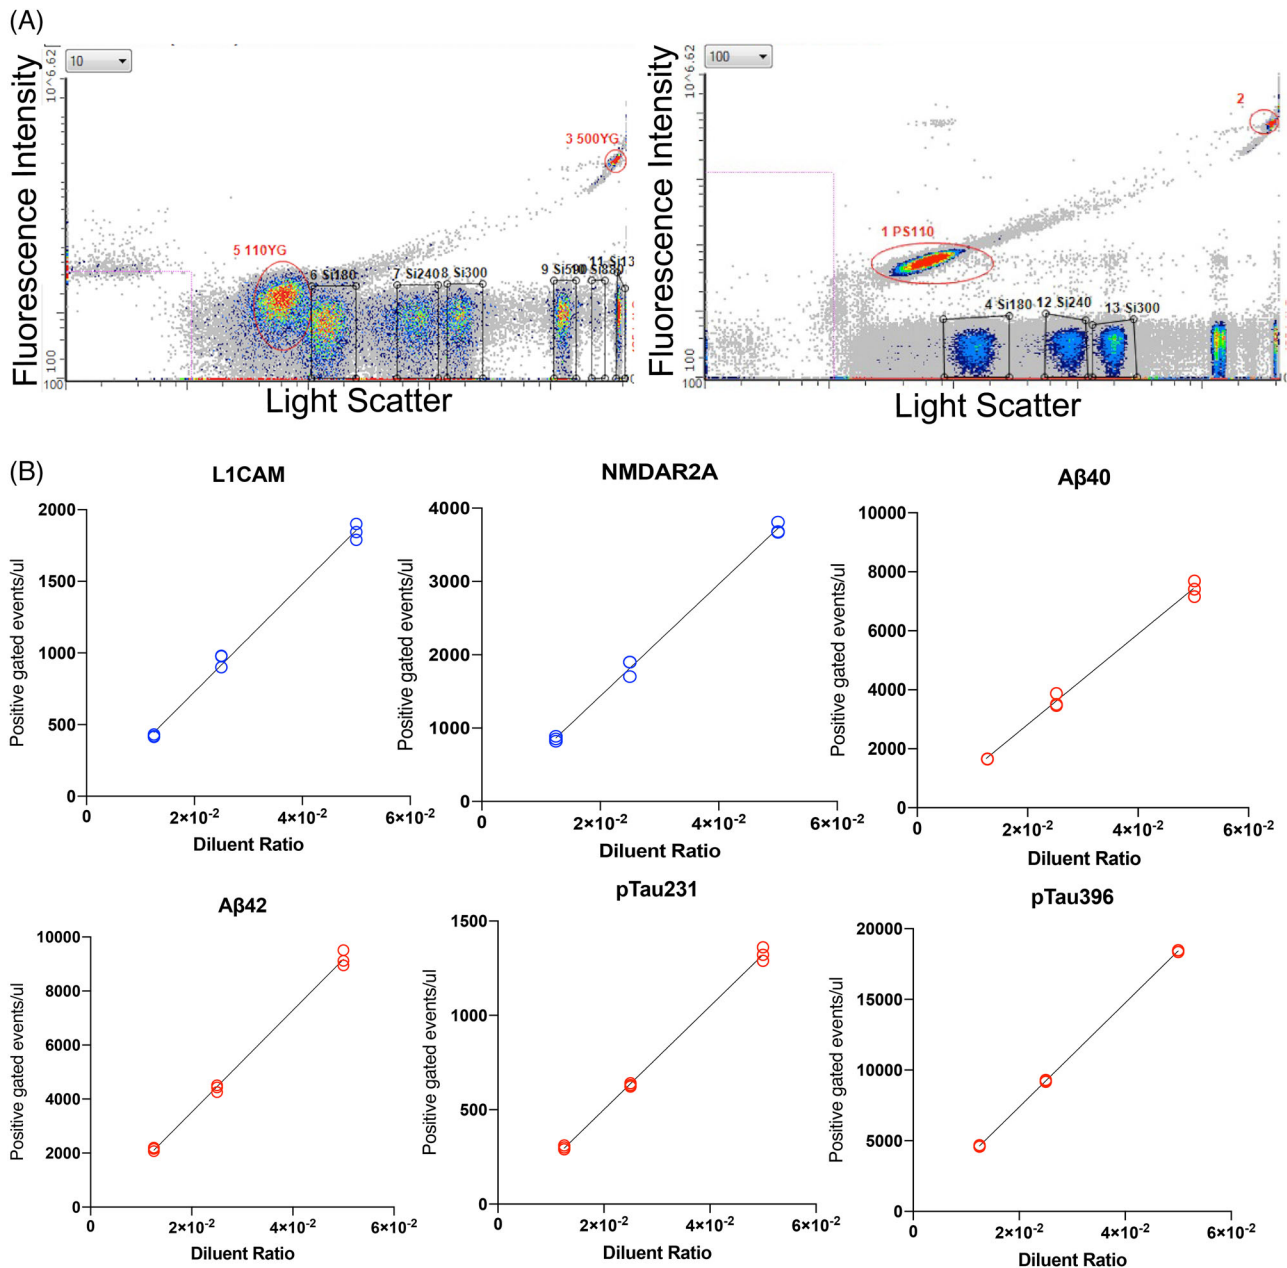 (A)
Fluorescence Intensity
10^6.62
10
3 500YG
5 110YG
6 Si180
7 Si240
8 Si300
9 Si590
11 Si13
100
100
Light Scatter
Fluorescence Intensity
10^6.62
100
2
1 PS110
4 Si180
12 Si240
13 Si300
100
100
Light Scatter
(B)
L1CAM
Positive gated events/ul
2000
1500
1000
500
0
0
2×10-2
4×10-2
6×10-2
Diluent Ratio
NMDAR2A
Positive gated events/ul
4000
3000
2000
1000
0
0
2×10-2
4×10-2
6×10-2
Diluent Ratio
Aβ40
Positive gated events/ul
10000
8000
6000
4000
2000
0
0
2×10-2
4×10-2
6×10-2
Diluent Ratio
Aβ42
Positive gated events/ul
10000
8000
6000
4000
2000
0
0
2×10-2
4×10-2
6×10-2
Diluent Ratio
pTau231
Positive gated events/ul
1500
1000
500
0
0
2×10-2
4×10-2
6×10-2
Diluent Ratio
pTau396
Positive gated events/ul
20000
15000
10000
5000
0
0
2×10-2
4×10-2
6×10-2
Diluent Ratio